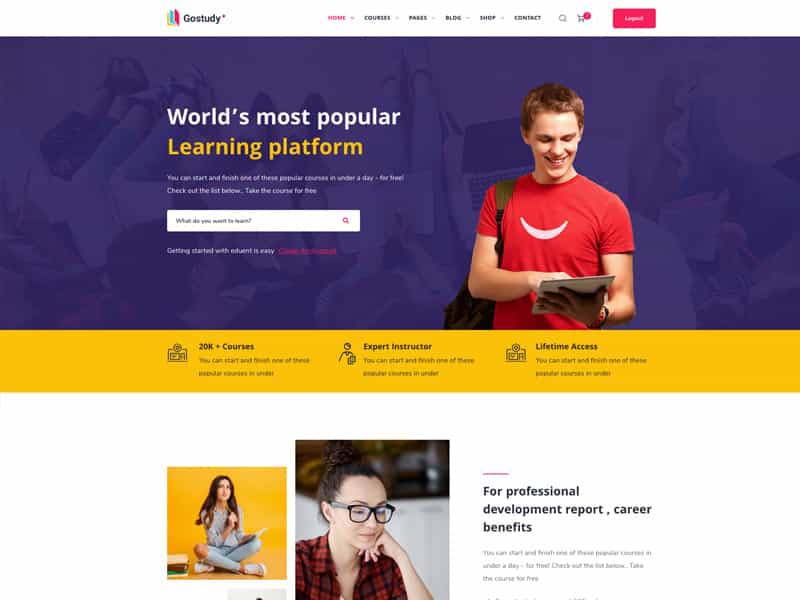 Gostudy
HOME COURSES PAGES BLOG SHOP CONTACT
Logout
World's most popular
Learning platform
You can start and finish one of these popular courses in under a day - for free!
Check out the list below.. Take the course for free
What do you want to learn?
Getting started with eduent is easy
20K + Courses
You can start and finish one of these
popular courses in under
Expert Instructor
You can start and finish one of these
popular courses in under
Lifetime Access
You can start and finish one of these
popular courses in under
For professional
development report , career
benefits
You can start and finish one of these popular courses in
under a day - for free! Check out the list below.. Take
the course for free